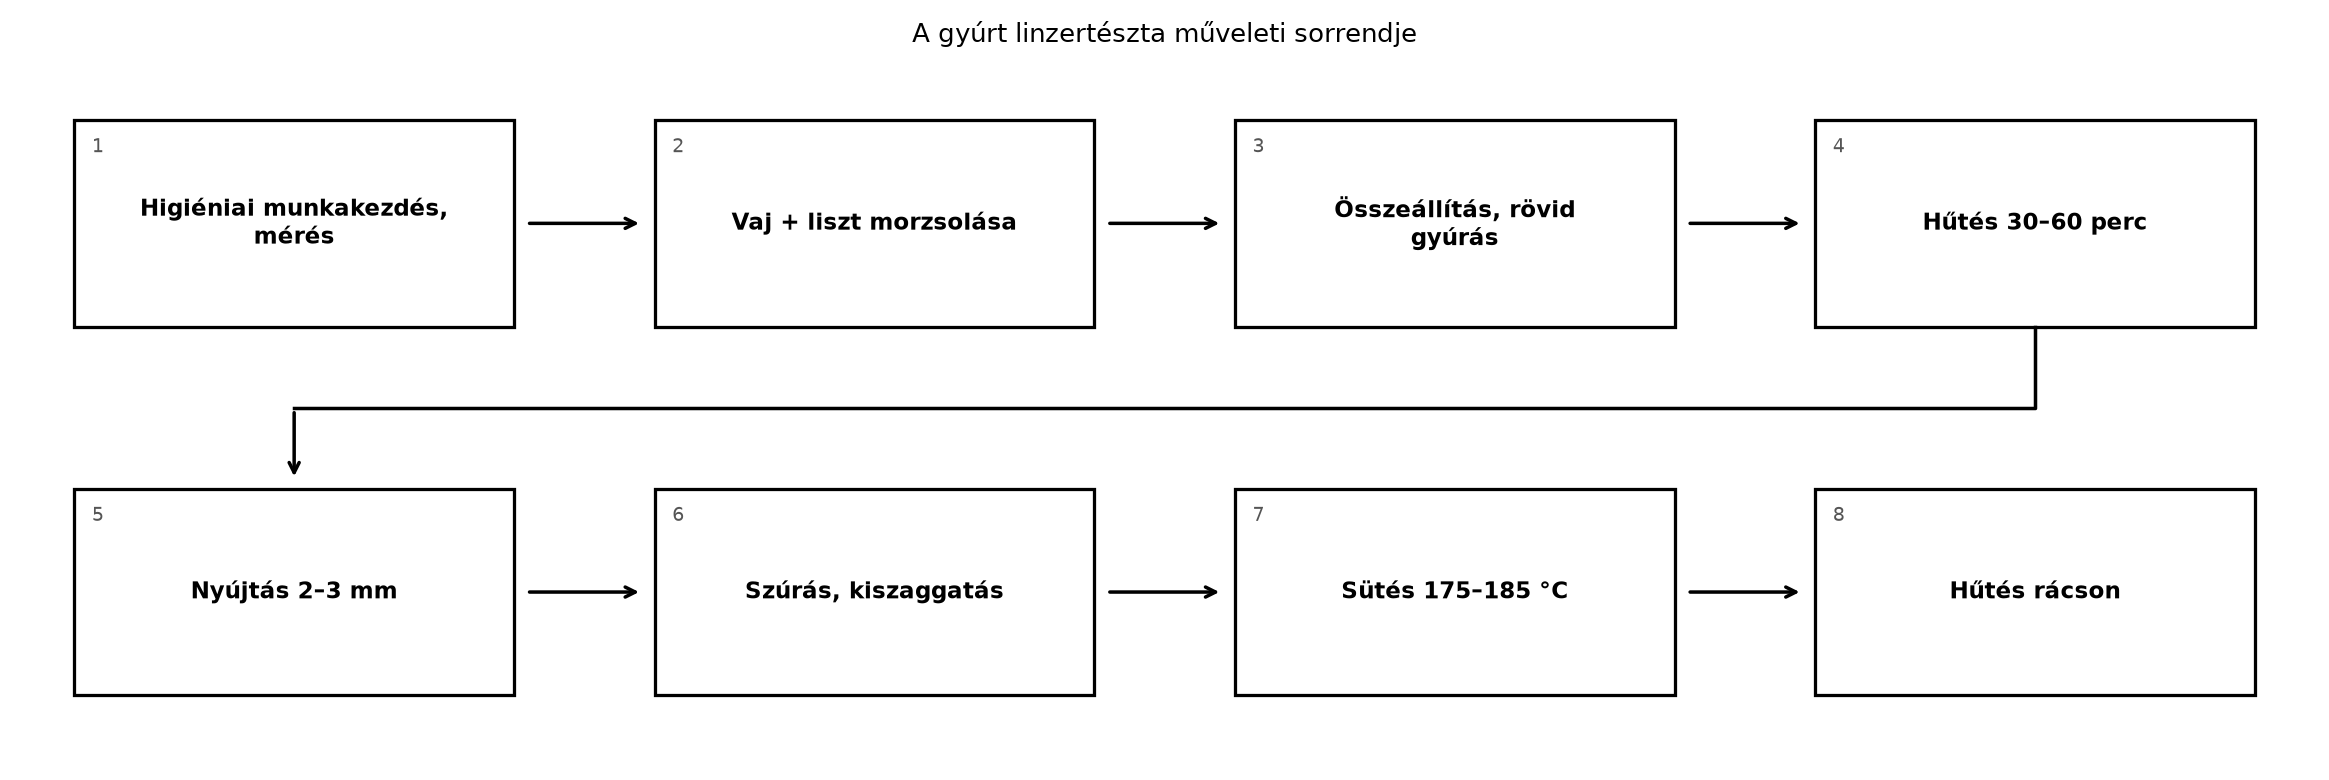 A gyúrt linzertészta műveleti sorrendje
1
Higiéniai munkakezdés,
mérés
2
Vaj + liszt morzsolása
3
Összeállítás, rövid
gyúrás
4
Hűtés 30–60 perc
5
Nyújtás 2–3 mm
6
Szúrás, kiszaggatás
7
Sütés 175–185 °C
8
Hűtés rácson